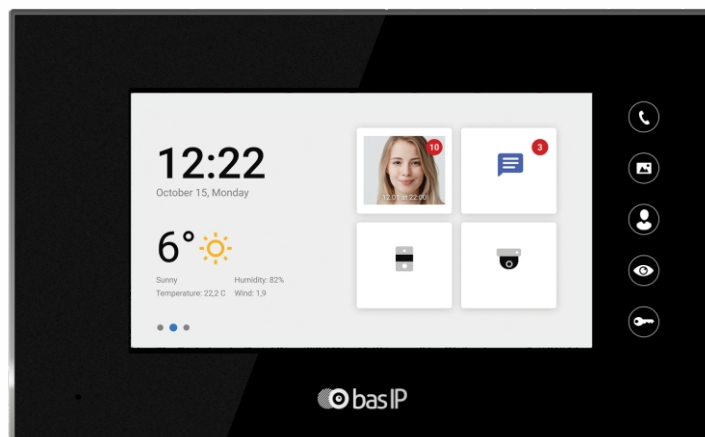 12:22
October 15, Monday
6°
Sunny
Humidity: 82%
Temperature: 22,2 C
Wind: 1,9
10
12.01 at 22:00
3
bas IP